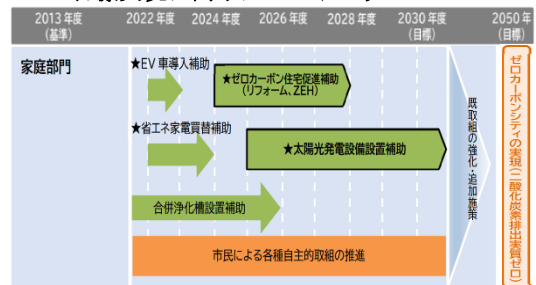 2013年度
(基準)
2022年度
2024年度
2026年度
2028年度
2030年度
(目標)
2050年
(目標)
家庭部門
★EV車導入補助
★ゼロカーボン住宅促進補助
(リフォーム、ZEH)
★省エネ家電買替補助
★太陽光発電設備設置補助
合併浄化槽設置補助
市民による各種自主的取組の推進
既取組の強化・追加施策
ゼロカーボンシティの実現(二酸化炭素排出実質ゼロ)